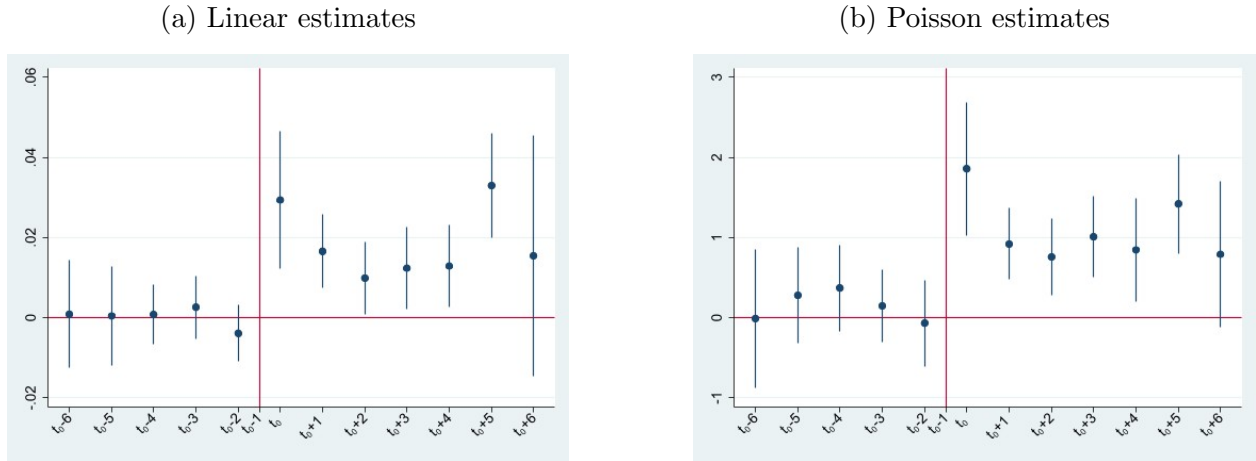 (a) Linear estimates
.06
.04
.02
0
-.02
t₀-6
t₀-5
t₀-4
t₀-3
t₀-2
t₀-1
t₀
t₀+1
t₀+2
t₀+3
t₀+4
t₀+5
t₀+6
(b) Poisson estimates
3
2
1
0
-1
t₀-6
t₀-5
t₀-4
t₀-3
t₀-2
t₀-1
t₀
t₀+1
t₀+2
t₀+3
t₀+4
t₀+5
t₀+6